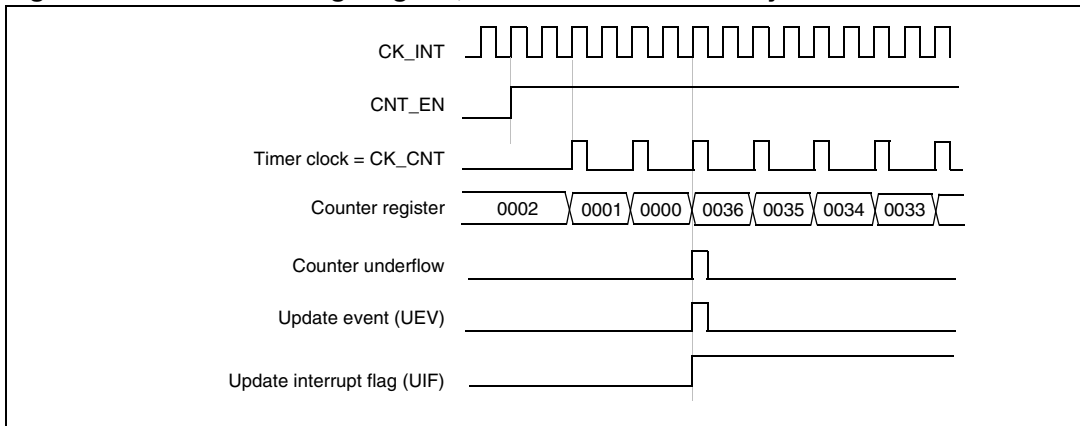 CK_INT
CNT_EN
Timer clock = CK_CNT
Counter register 0002 0001 0000 0036 0035 0034 0033
Counter underflow
Update event (UEV)
Update interrupt flag (UIF)